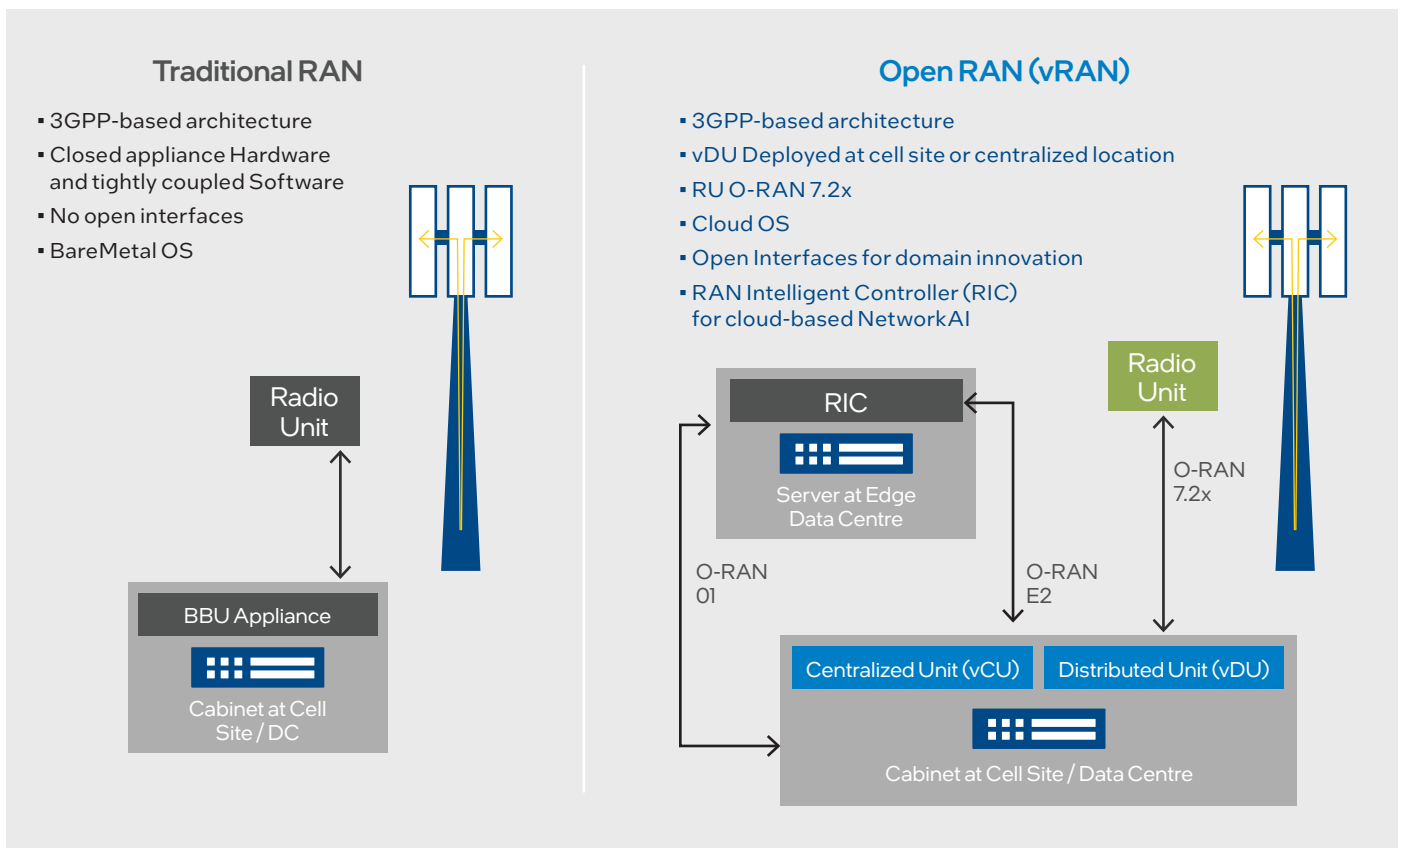 Traditional RAN
▪ 3GPP-based architecture
▪ Closed appliance Hardware
and tightly coupled Software
▪ No open interfaces
▪ BareMetal OS
Radio
Unit
BBU Appliance
Cabinet at Cell
Site / DC
Open RAN (vRAN)
▪ 3GPP-based architecture
▪ vDU Deployed at cell site or centralized location
▪ RU O-RAN 7.2x
▪ Cloud OS
▪ Open Interfaces for domain innovation
▪ RAN Intelligent Controller (RIC)
for cloud-based NetworkAI
RIC
Server at Edge
Data Centre
Radio
Unit
O-RAN
7.2x
O-RAN
01
O-RAN
E2
Centralized Unit (vCU)
Distributed Unit (vDU)
Cabinet at Cell Site / Data Centre